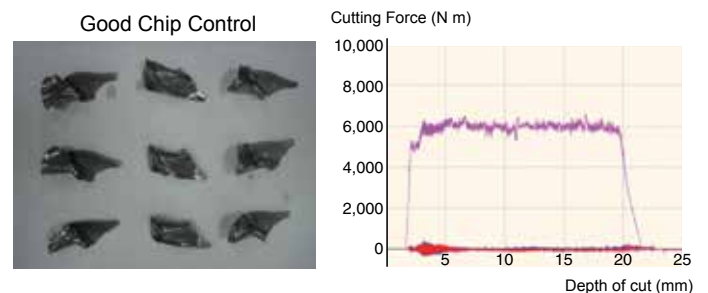 Good Chip Control
Cutting Force (N m)
10,000
8,000
6,000
4,000
2,000
0
5 10 15 20 25
Depth of cut (mm)